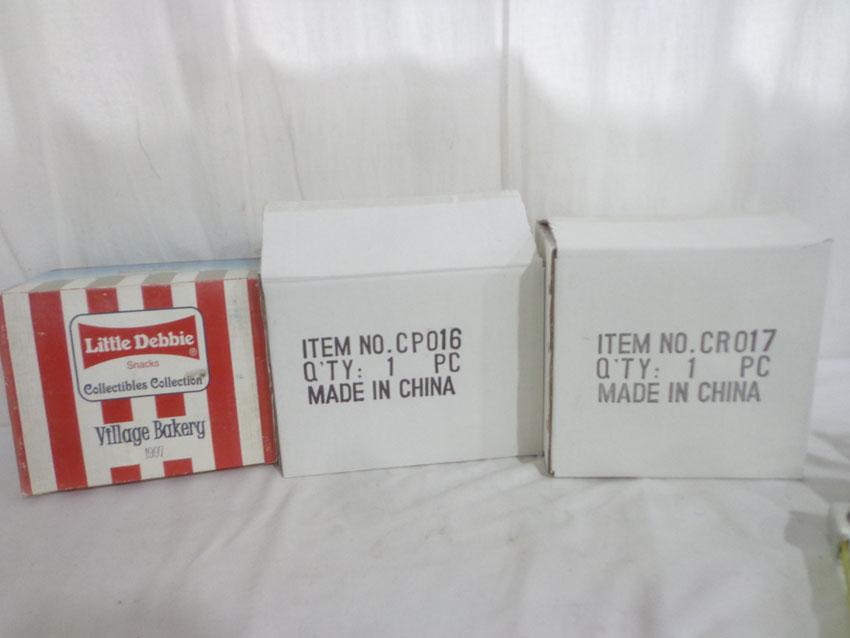 Little Debbie®
Snacks
Collectibles Collection
Village Bakery
1997
ITEM NO. CP016
Q'TY: 1 PC
MADE IN CHINA
ITEM NO. CR017
Q'TY: 1 PC
MADE IN CHINA